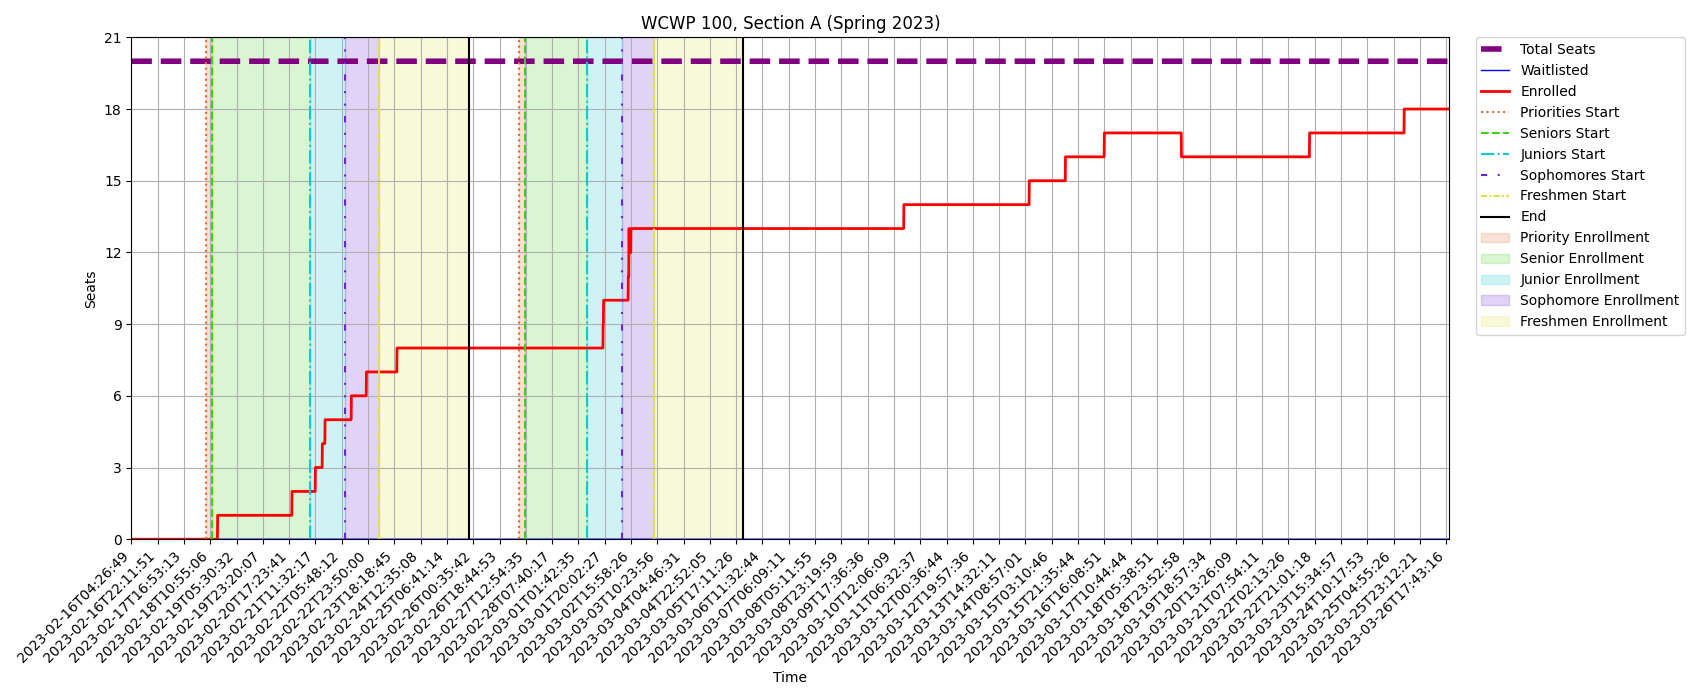 WCWP 100, Section A (Spring 2023)
Seats
21
18
15
12
9
6
3
0
2023-02-16T04:26:49
2023-02-16T22:11:51
2023-02-17T16:53:13
2023-02-18T10:55:06
2023-02-19T05:30:32
2023-02-19T23:20:07
2023-02-20T17:23:41
2023-02-21T11:32:17
2023-02-22T05:48:12
2023-02-22T23:50:00
2023-02-23T18:18:45
2023-02-24T12:35:08
2023-02-25T06:41:14
2023-02-26T00:35:42
2023-02-26T18:44:53
2023-02-27T12:54:35
2023-02-28T07:40:17
2023-03-01T01:42:35
2023-03-01T20:02:27
2023-03-02T15:58:26
2023-03-03T10:23:56
2023-03-04T04:46:31
2023-03-04T22:52:05
2023-03-05T17:11:26
2023-03-06T11:32:44
2023-03-07T06:09:11
2023-03-08T05:11:55
2023-03-08T23:19:59
2023-03-09T17:36:36
2023-03-10T12:06:09
2023-03-11T06:32:37
2023-03-12T00:36:44
2023-03-12T19:57:36
2023-03-13T14:32:11
2023-03-14T08:57:01
2023-03-15T03:10:46
2023-03-15T21:35:44
2023-03-16T16:08:51
2023-03-17T10:44:44
2023-03-18T05:38:51
2023-03-18T23:52:58
2023-03-19T18:57:34
2023-03-20T13:26:09
2023-03-21T07:54:11
2023-03-22T02:13:26
2023-03-22T21:01:18
2023-03-23T15:34:57
2023-03-24T10:17:53
2023-03-25T04:55:26
2023-03-25T23:12:21
2023-03-26T17:43:16
Time
Total Seats
Waitlisted
Enrolled
Priorities Start
Seniors Start
Juniors Start
Sophomores Start
Freshmen Start
End
Priority Enrollment
Senior Enrollment
Junior Enrollment
Sophomore Enrollment
Freshmen Enrollment